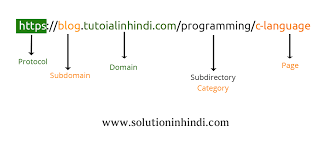 https://blog.tutoialinhindi.com/programming/c-language
Protocol
Subdomain
Domain
Subdirectory
Category
Page
www.solutioninhindi.com